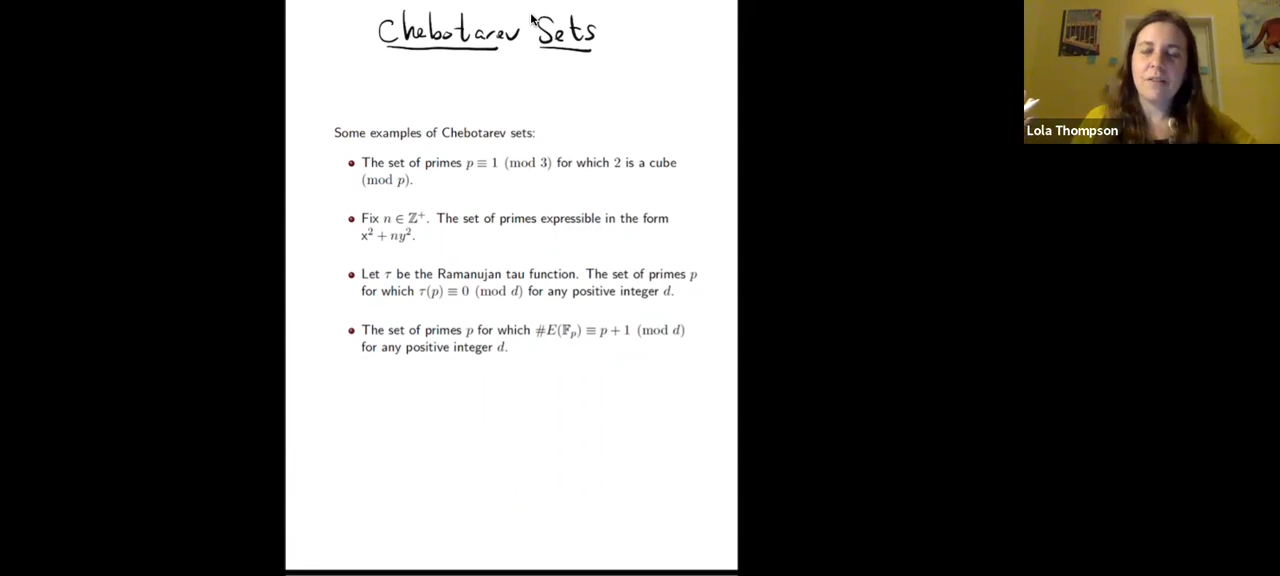 Chebotarev Sets
Some examples of Chebotarev sets:
The set of primes p ≡ 1 (mod 3) for which 2 is a cube
(mod p).
Fix n ∈ ℤ⁺. The set of primes expressible in the form
x² + ny².
Let τ be the Ramanujan tau function. The set of primes p
for which τ(p) ≡ 0 (mod d) for any positive integer d.
The set of primes p for which #E(𝔽ₚ) ≡ p + 1 (mod d)
for any positive integer d.
Lola Thompson